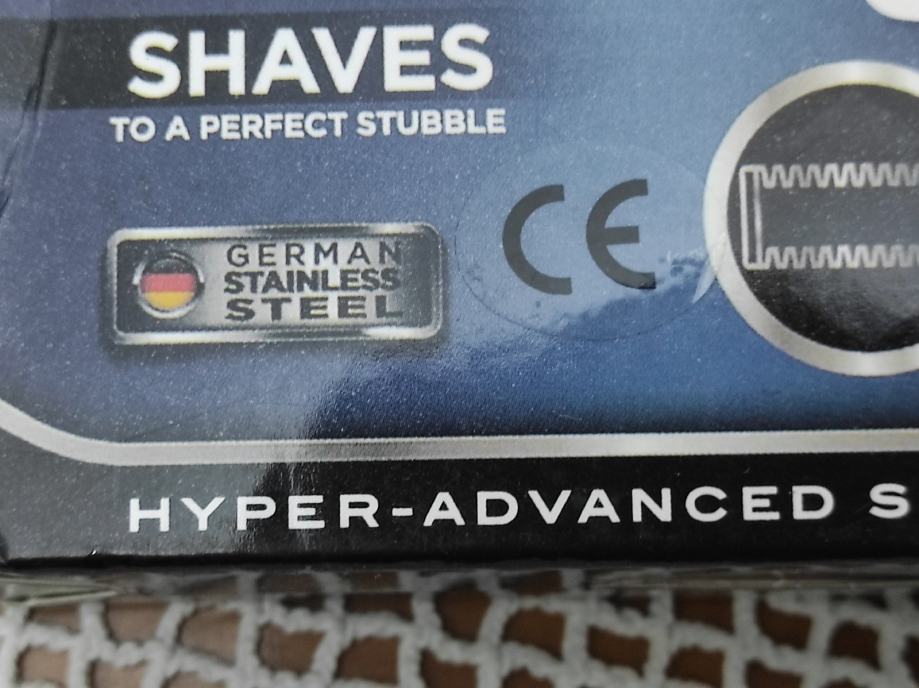 SHAVES
TO A PERFECT STUBBLE
GERMAN
STAINLESS
STEEL
CE
HYPER-ADVANCED S